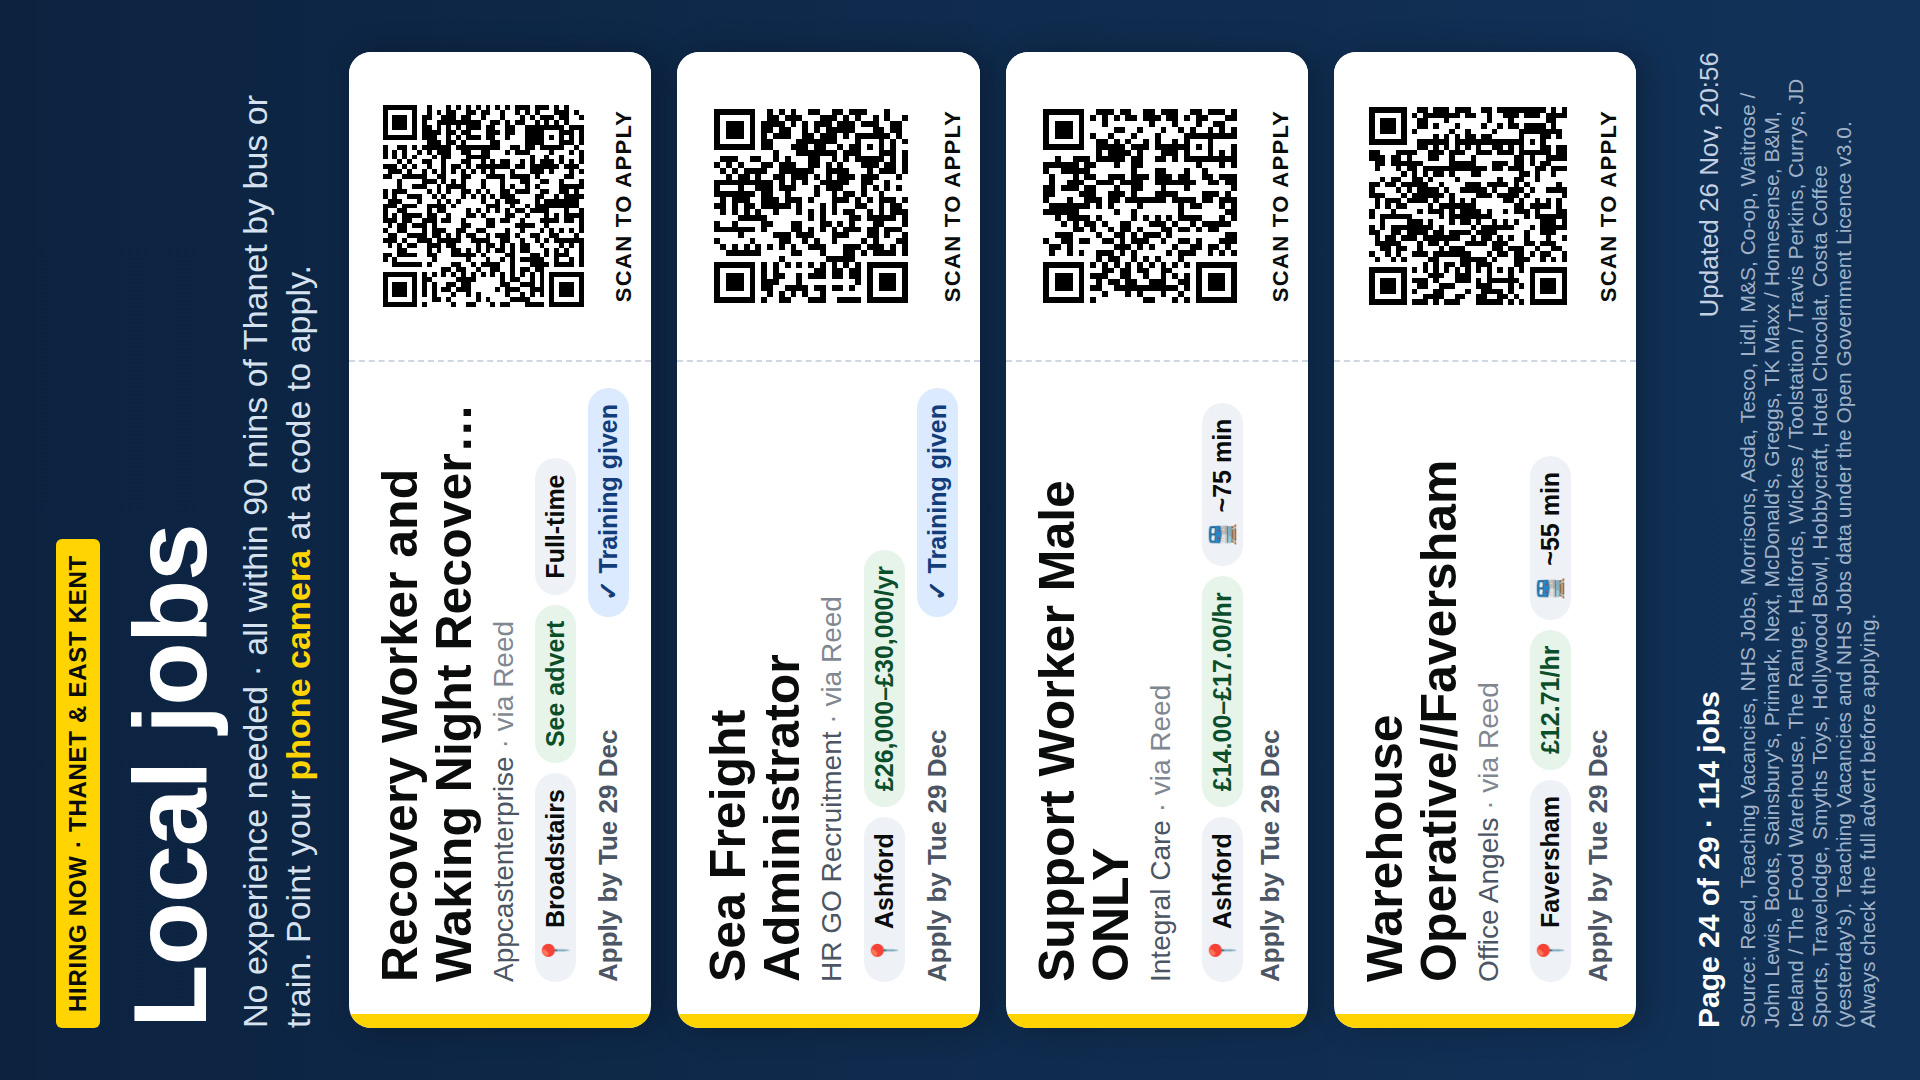 HIRING NOW · THANET & EAST KENT
Local jobs
No experience needed · all within 90 mins of Thanet by bus or
train. Point your phone camera at a code to apply.
Recovery Worker and
Waking Night Recover…
Appcastenterprise · via Reed
📍 Broadstairs
See advert
Full-time
Apply by Tue 29 Dec
✓ Training given
SCAN TO APPLY
Sea Freight
Administrator
HR GO Recruitment · via Reed
📍 Ashford
£26,000–£30,000/yr
Apply by Tue 29 Dec
✓ Training given
SCAN TO APPLY
Support Worker Male
ONLY
Integral Care · via Reed
📍 Ashford
£14.00–£17.00/hr
🚆 ~75 min
Apply by Tue 29 Dec
SCAN TO APPLY
Warehouse
Operative//Faversham
Office Angels · via Reed
📍 Faversham
£12.71/hr
🚆 ~55 min
Apply by Tue 29 Dec
SCAN TO APPLY
Page 24 of 29 · 114 jobs
Updated 26 Nov, 20:56
Source: Reed, Teaching Vacancies, NHS Jobs, Morrisons, Asda, Tesco, Lidl, M&S, Co-op, Waitrose /
John Lewis, Boots, Sainsbury's, Primark, Next, McDonald's, Greggs, TK Maxx / Homesense, B&M,
Iceland / The Food Warehouse, The Range, Halfords, Wickes / Toolstation / Travis Perkins, Currys, JD
Sports, Travelodge, Smyths Toys, Hollywood Bowl, Hobbycraft, Hotel Chocolat, Costa Coffee
(yesterday's). Teaching Vacancies and NHS Jobs data under the Open Government Licence v3.0.
Always check the full advert before applying.